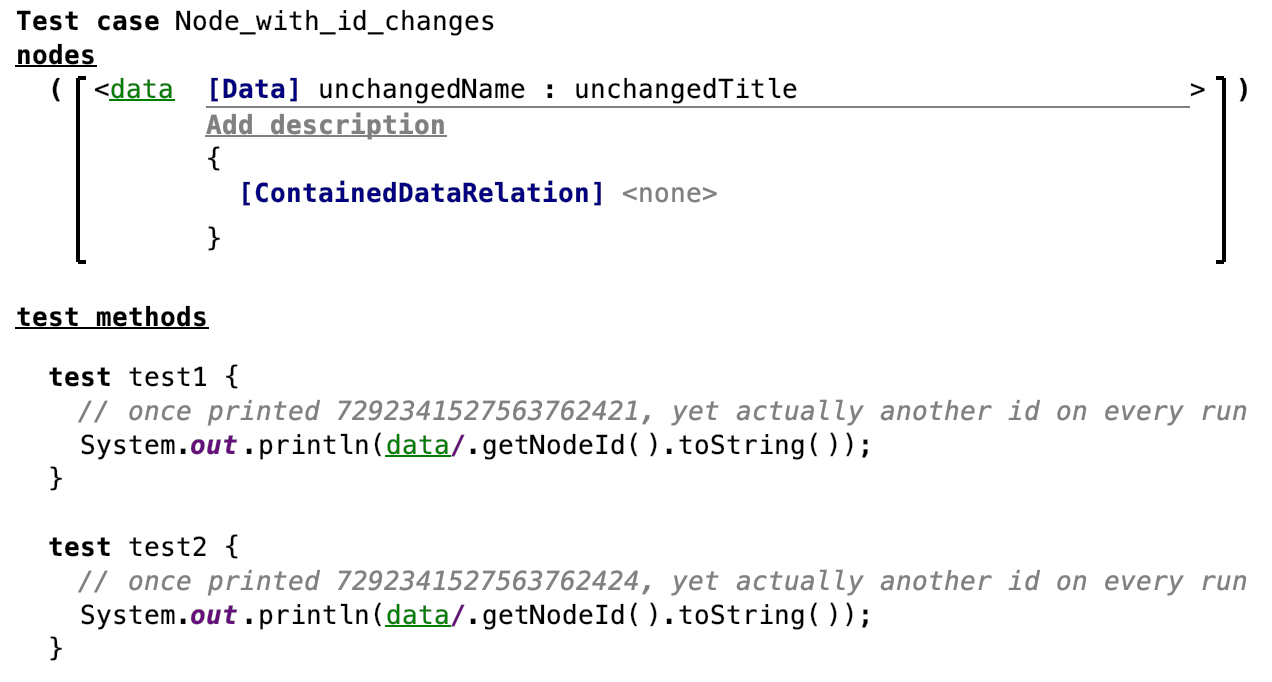 Test case Node_with_id_changes
nodes
( [ <data [Data] unchangedName : unchangedTitle > ] )
Add description
{
[ContainedDataRelation] <none>
}
test methods
test test1 {
// once printed 7292341527563762421, yet actually another id on every run
System.out.println(data/.getNodeId().toString());
}
test test2 {
// once printed 7292341527563762424, yet actually another id on every run
System.out.println(data/.getNodeId().toString());
}